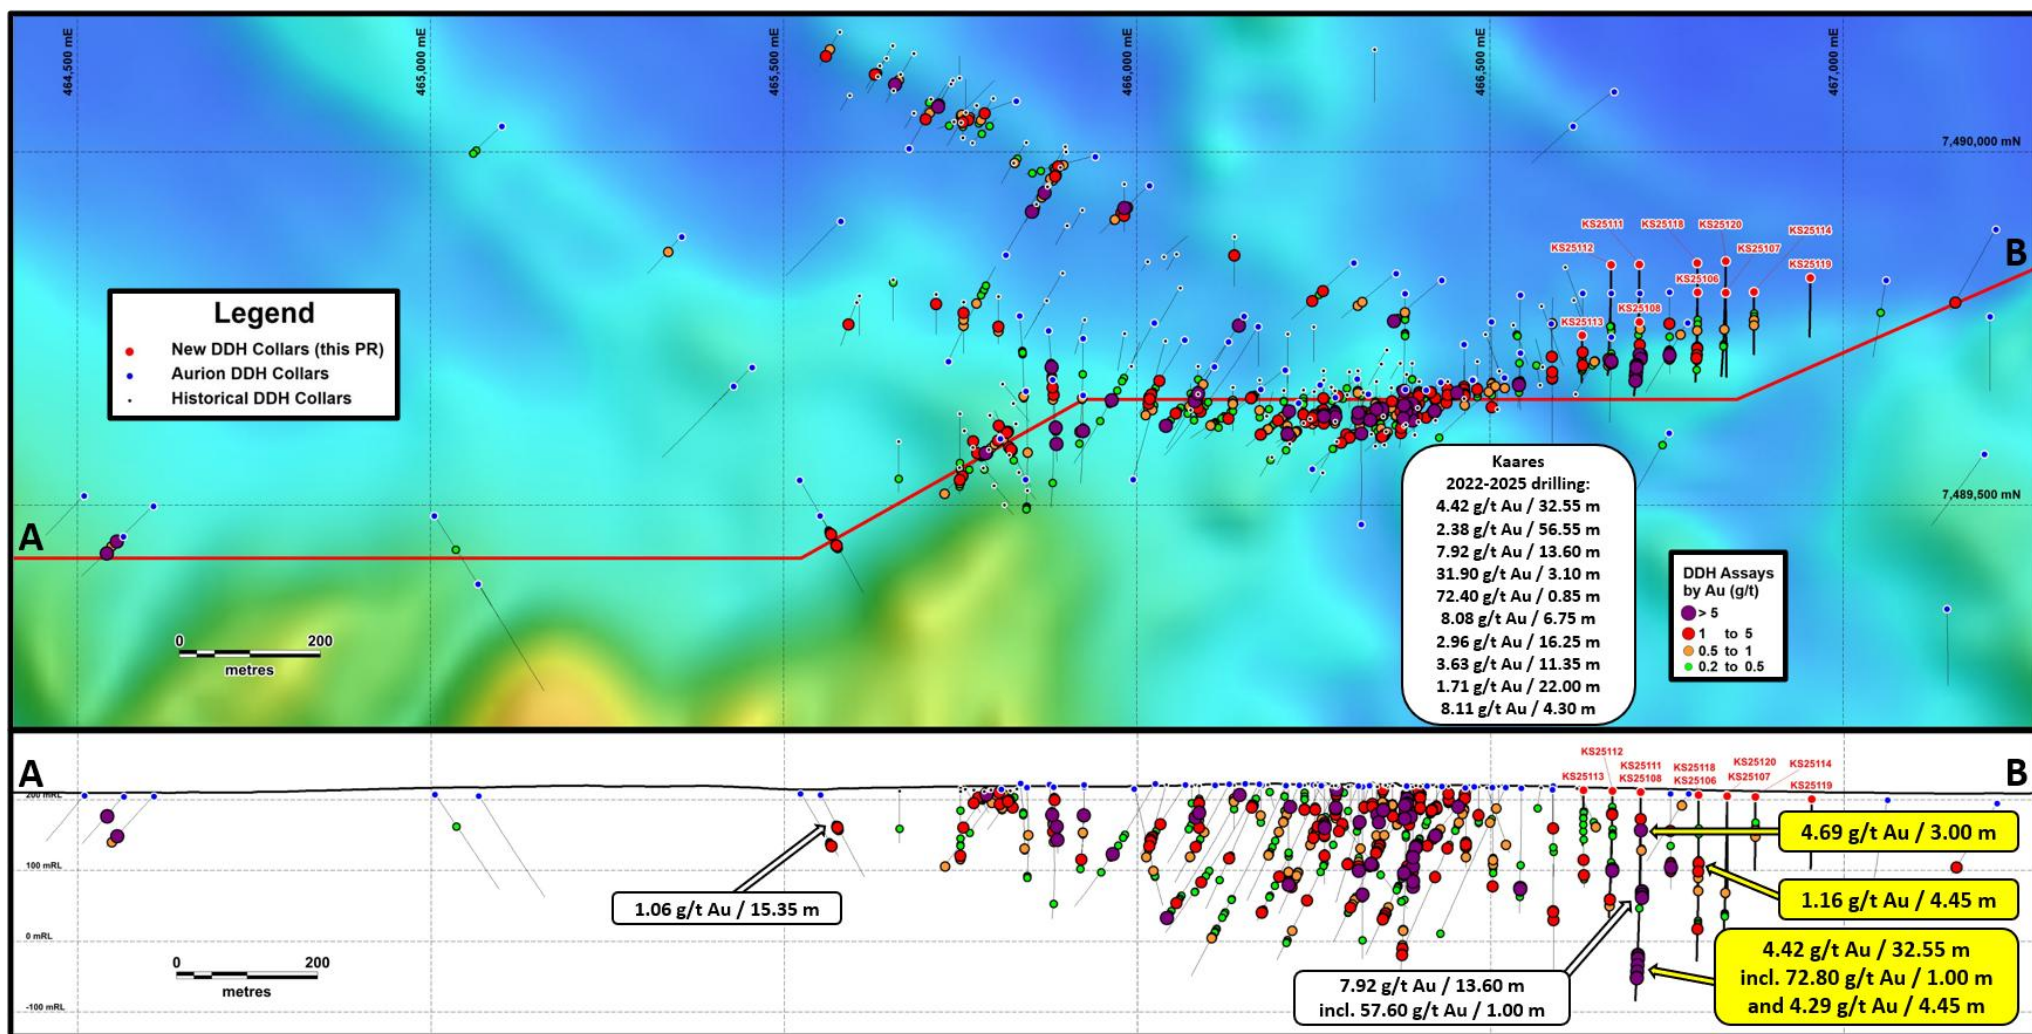 464,500 mE
465,000 mE
465,500 mE
466,000 mE
466,500 mE
467,000 mE
7,490,000 mN
KS25111
KS25118
KS25120
KS25114
KS25112
KS25107
B
KS25106
KS25119
KS25108
KS25113
Legend
New DDH Collars (this PR)
Aurion DDH Collars
Historical DDH Collars
7,489,500 mN
A
Kaares
2022-2025 drilling:
4.42 g/t Au / 32.55 m
2.38 g/t Au / 56.55 m
7.92 g/t Au / 13.60 m
31.90 g/t Au / 3.10 m
72.40 g/t Au / 0.85 m
8.08 g/t Au / 6.75 m
2.96 g/t Au / 16.25 m
3.63 g/t Au / 11.35 m
1.71 g/t Au / 22.00 m
8.11 g/t Au / 4.30 m
DDH Assays
by Au (g/t)
> 5
1 to 5
0.5 to 1
0.2 to 0.5
0 200
metres
A
B
KS25112
KS25111
KS25118
KS25120
KS25114
KS25113
KS25108
KS25106
KS25107
KS25119
200 mRL
100 mRL
0 mRL
-100 mRL
4.69 g/t Au / 3.00 m
1.16 g/t Au / 4.45 m
1.06 g/t Au / 15.35 m
4.42 g/t Au / 32.55 m
incl. 72.80 g/t Au / 1.00 m
and 4.29 g/t Au / 4.45 m
7.92 g/t Au / 13.60 m
incl. 57.60 g/t Au / 1.00 m
0 200
metres